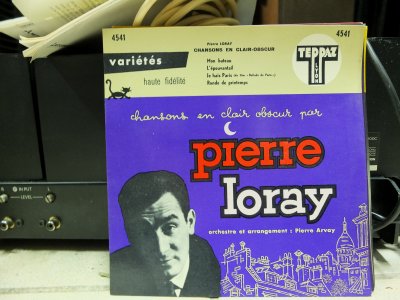 4541
Pierre LORAY
CHANSONS EN CLAIR-OBSCUR
4541
variétés
haute fidélité
Mon bateau
L'épouvantail
Je hais Paris
Ronde de printemps
TEPPAZ
LYON
chansons en clair obscur par
pierre
loray
orchestre et arrangement : Pierre Arvay
R
INPUT
L
LEVEL